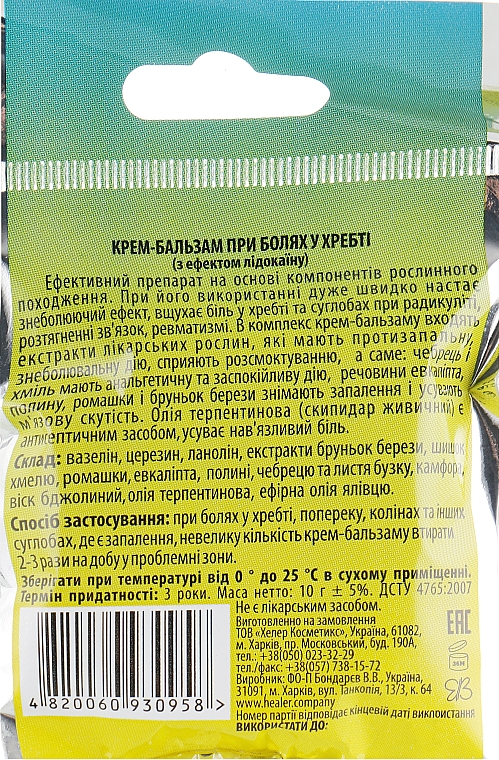 КРЕМ-БАЛЬЗАМ ПРИ БОЛЯХ У ХРЕБТІ
(з ефектом лідокаїну)
Ефективний препарат на основі компонентів рослинного
походження. При його використанні дуже швидко настає
знеболюючий ефект, вщухає біль у хребті та суглобах при радикуліті,
розтягненні зв'язок, ревматизмі. В комплекс крем-бальзаму входять
екстракти лікарських рослин, які мають протизапальну,
знеболювальну дію, сприяють розсмоктуванню, а саме: чебрець і
хміль мають анальгетичну та заспокійливу дію, речовини евкаліпта,
полину, ромашки і бруньок берези знімають запалення і усувають
м'язову скутість. Олія терпентинова (скипидар живичний) є
антисептичним засобом, усуває нав'язливий біль.
Склад: вазелін, церезин, ланолін, екстракти бруньок берези, шишок
хмелю, ромашки, евкаліпта, полині, чебрецю та листя бузку, камфора,
віск бджолиний, олія терпентинова, ефірна олія ялівцю.
Спосіб застосування: при болях у хребті, попереку, колінах та інших
суглобах, де є запалення, невелику кількість крем-бальзаму втирати
2-3 рази на добу у проблемні зони.
Зберігати при температурі від 0 ° до 25 °C в сухому приміщенні.
Термін придатності: 3 роки. Маса нетто: 10 г ± 5%. ДСТУ 4765:2007
Не є лікарським засобом.
Виготовлено на замовлення
ТОВ «Хелер Косметикс», Україна, 61082,
м. Харків, пр. Московський, буд. 190А,
тел.: +38(050) 023-32-29
тел./факс: +38(057) 738-15-72
Виробник: ФО-П Бондарєв В.В., Україна,
31091, м. Харків, вул. Танкопія, 13/3, к. 64
www.healer.company
Номер партії відповідає кінцевій даті використання
ВИКОРИСТАТИ ДО:
EAC
36М
4 820060 930958 >